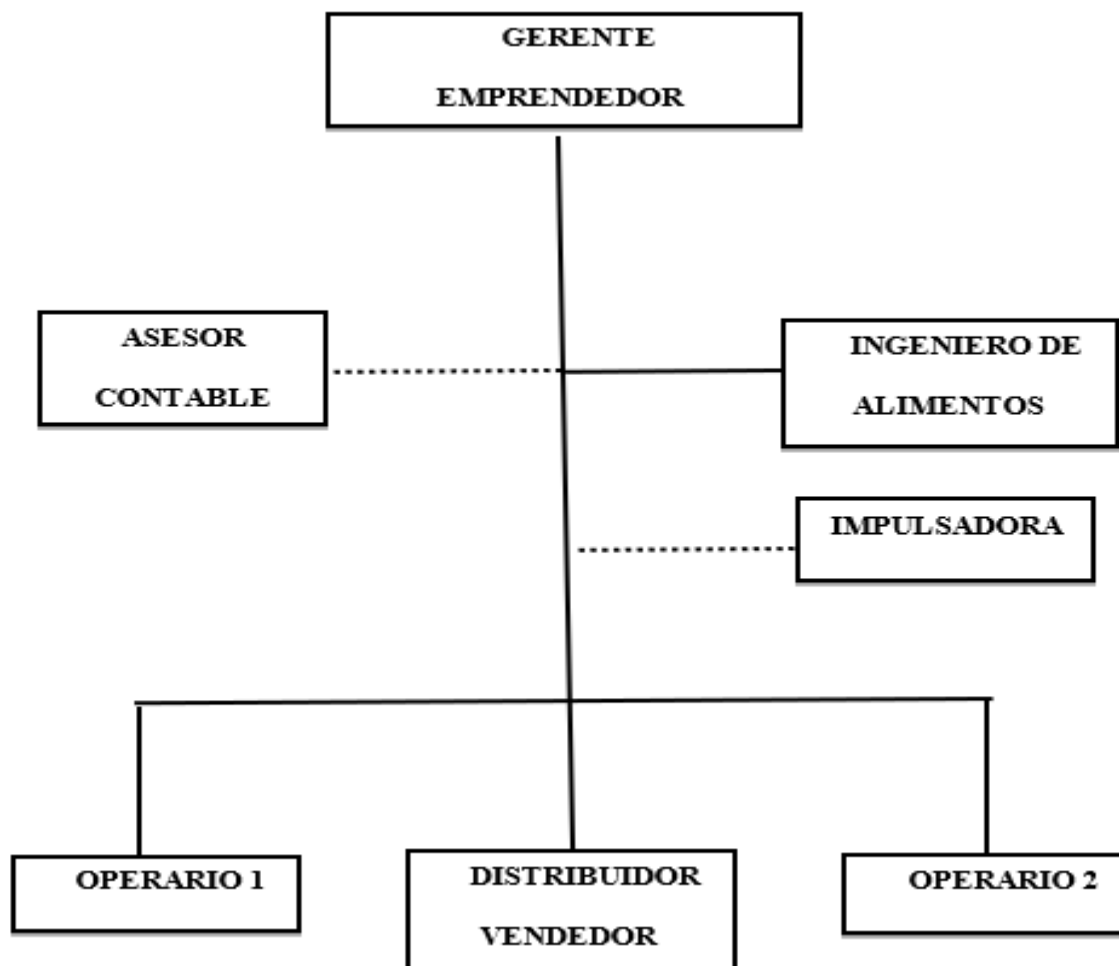 GERENTE
EMPRENDEDOR
ASESOR
CONTABLE
INGENIERO DE
ALIMENTOS
IMPULSADORA
OPERARIO 1
DISTRIBUIDOR
VENDEDOR
OPERARIO 2